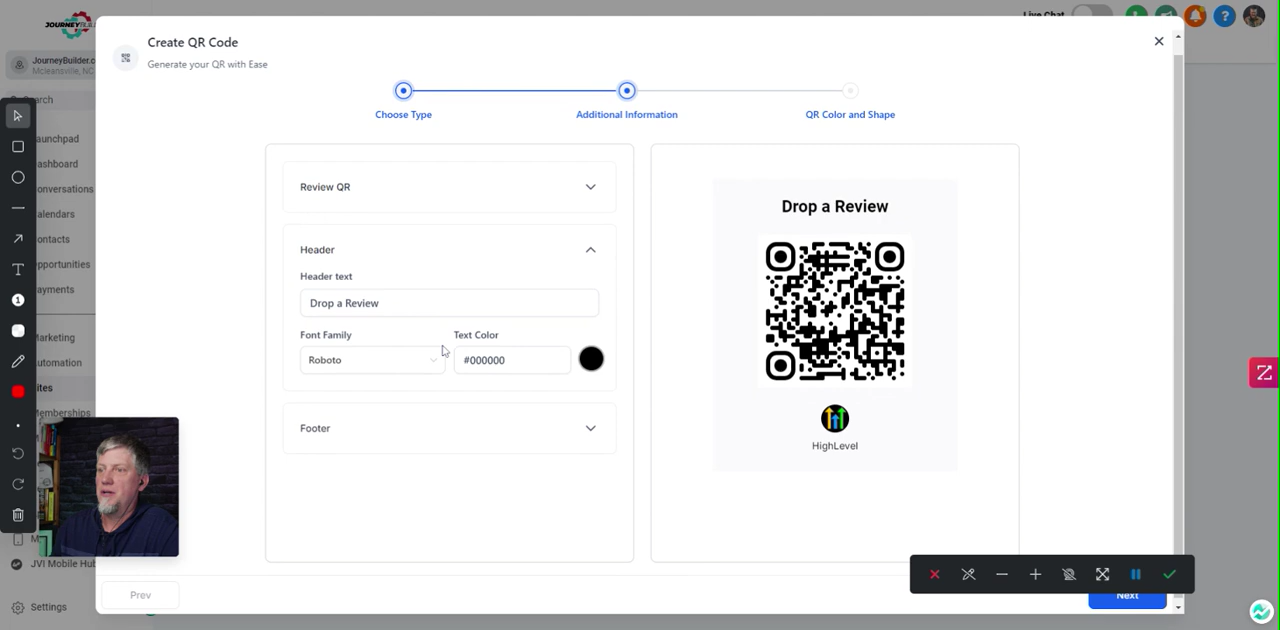 JOURNEYBUIL
Live Chat
Create QR Code
Generate your QR with Ease
JourneyBuilder.c
Mcleansville, NC
Search
Choose Type
Additional Information
QR Color and Shape
aunchpad
ashboard
onversations
alendars
ontacts
pportunities
ayments
arketing
utomation
ites
emberships
Review QR
Header
Header text
Drop a Review
Font Family
Text Color
Roboto
#000000
Footer
Drop a Review
HighLevel
T
1
JVI Mobile Hub
Settings
Prev
Next